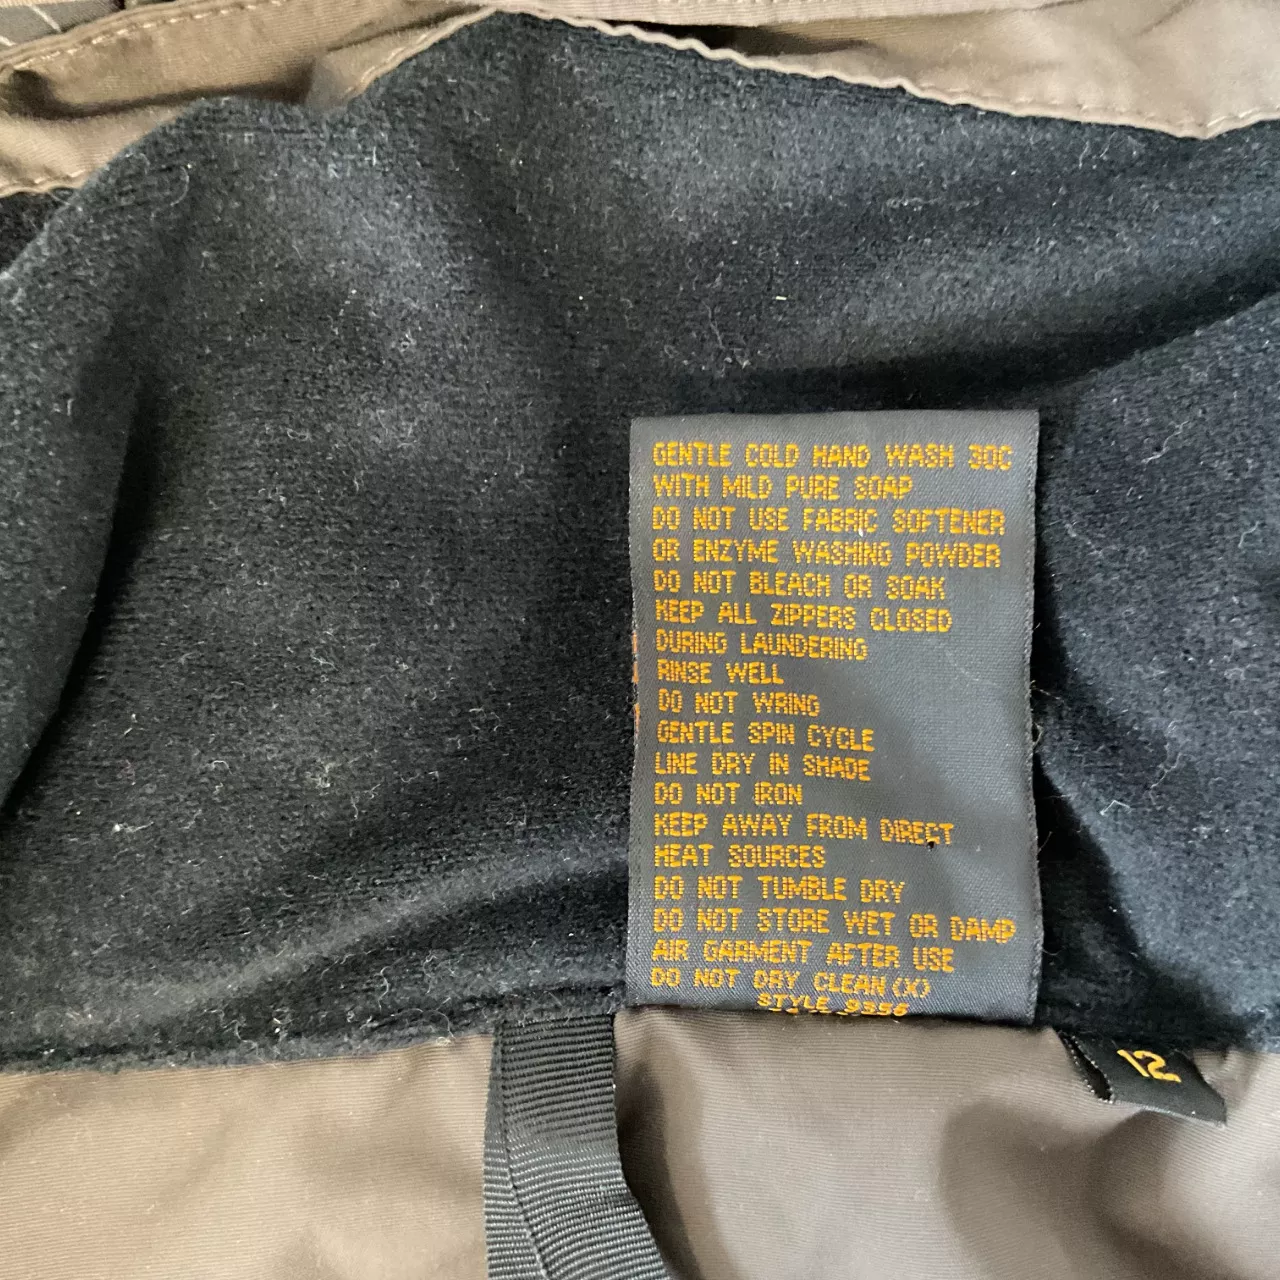 GENTLE COLD HAND WASH 30C
WITH MILD PURE SOAP
DO NOT USE FABRIC SOFTENER
OR ENZYME WASHING POWDER
DO NOT BLEACH OR SOAK
KEEP ALL ZIPPERS CLOSED
DURING LAUNDERING
RINSE WELL
DO NOT WRING
GENTLE SPIN CYCLE
LINE DRY IN SHADE
DO NOT IRON
KEEP AWAY FROM DIRECT
HEAT SOURCES
DO NOT TUMBLE DRY
DO NOT STORE WET OR DAMP
AIR GARMENT AFTER USE
DO NOT DRY CLEAN (X)
STYLE
12